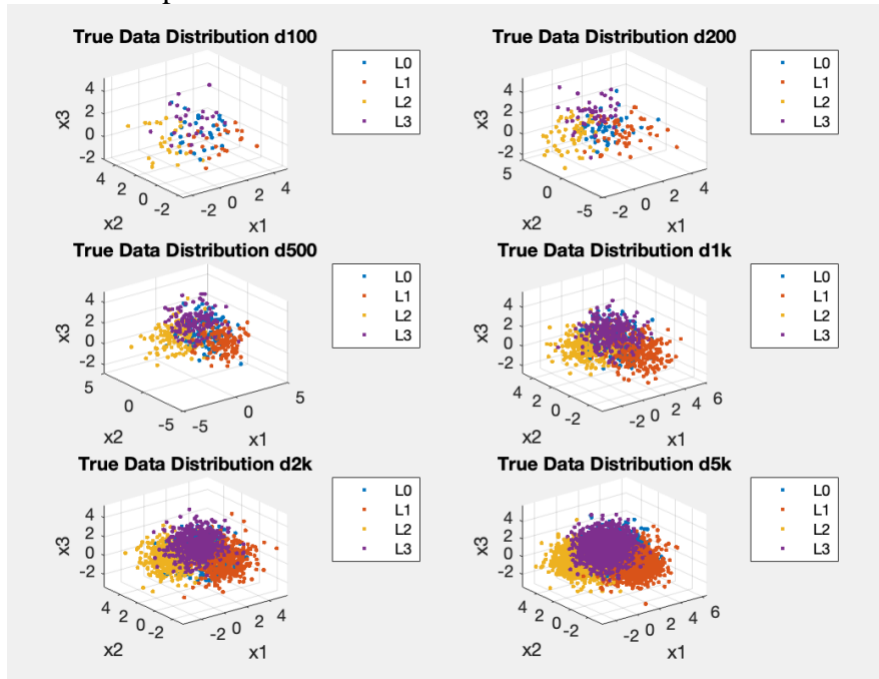 True Data Distribution d100
L0
L1
L2
L3
x3
4
2
0
-2
4
2
0
-2
x2
-2
0
2
4
x1
True Data Distribution d200
L0
L1
L2
L3
x3
4
2
0
-2
5
0
-5
x2
-2
0
2
4
x1
True Data Distribution d500
L0
L1
L2
L3
x3
4
2
0
-2
5
0
-5
x2
-5
0
5
x1
True Data Distribution d1k
L0
L1
L2
L3
x3
4
2
0
-2
4
2
0
-2
x2
-2
0
2
4
6
x1
True Data Distribution d2k
L0
L1
L2
L3
x3
4
2
0
-2
4
2
0
-2
x2
-2
0
2
4
x1
True Data Distribution d5k
L0
L1
L2
L3
x3
4
2
0
-2
4
2
0
-2
x2
-2
0
2
4
6
x1